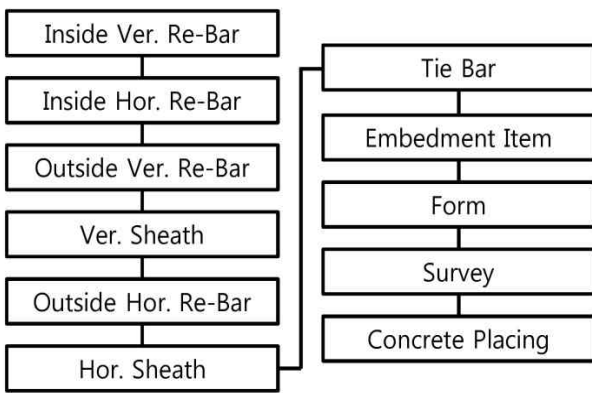 Inside Ver. Re-Bar
Inside Hor. Re-Bar
Outside Ver. Re-Bar
Ver. Sheath
Outside Hor. Re-Bar
Hor. Sheath
Tie Bar
Embedment Item
Form
Survey
Concrete Placing